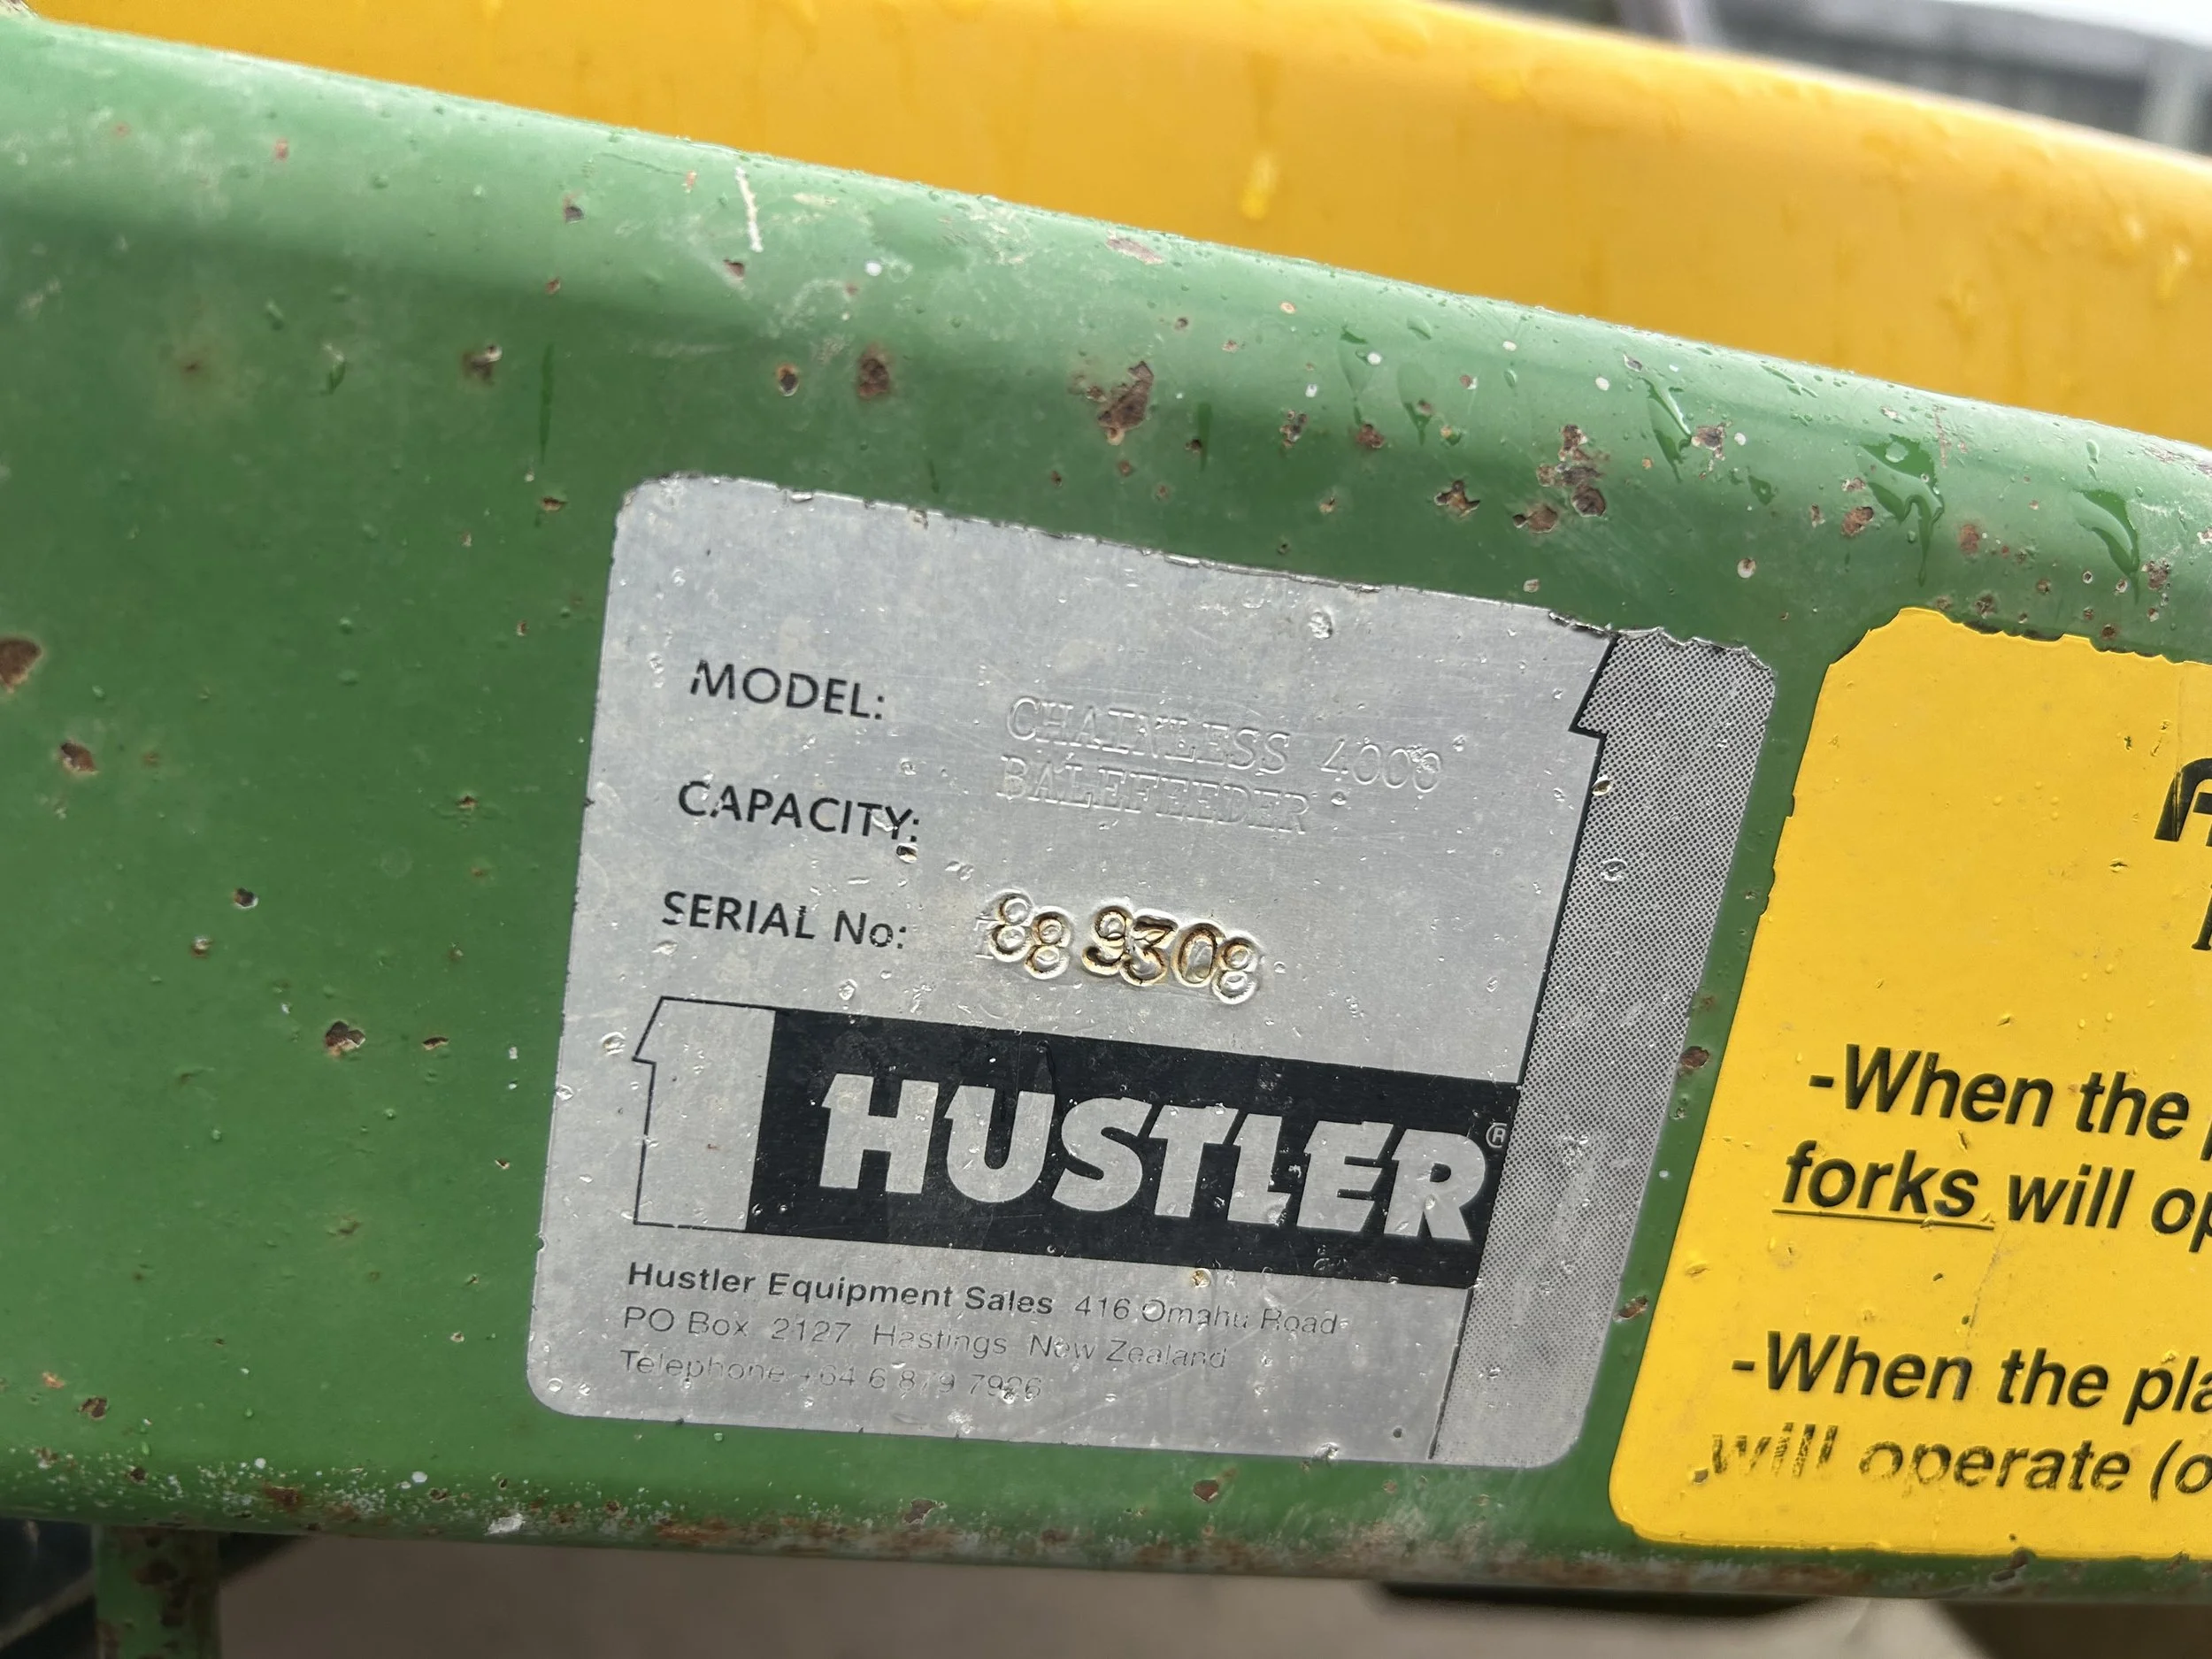 MODEL: CHAINLESS 4000
BALEFEEDER
CAPACITY:
SERIAL No: 88 9308
HUSTLER®
Hustler Equipment Sales 416 Omahu Road
PO Box 2127 Hastings New Zealand
Telephone +64 6 879 7926
-When the
forks will op
-When the pla
will operate (o